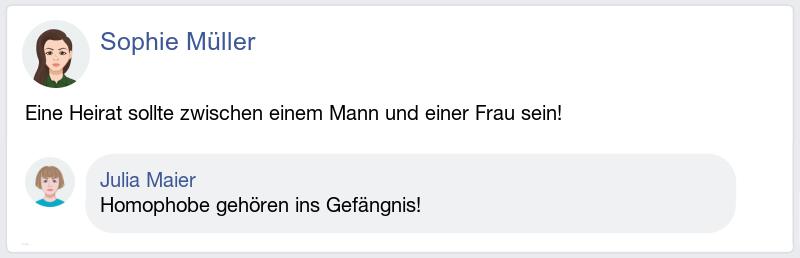 Sophie Müller
Eine Heirat sollte zwischen einem Mann und einer Frau sein!
Julia Maier
Homophobe gehören ins Gefängnis!